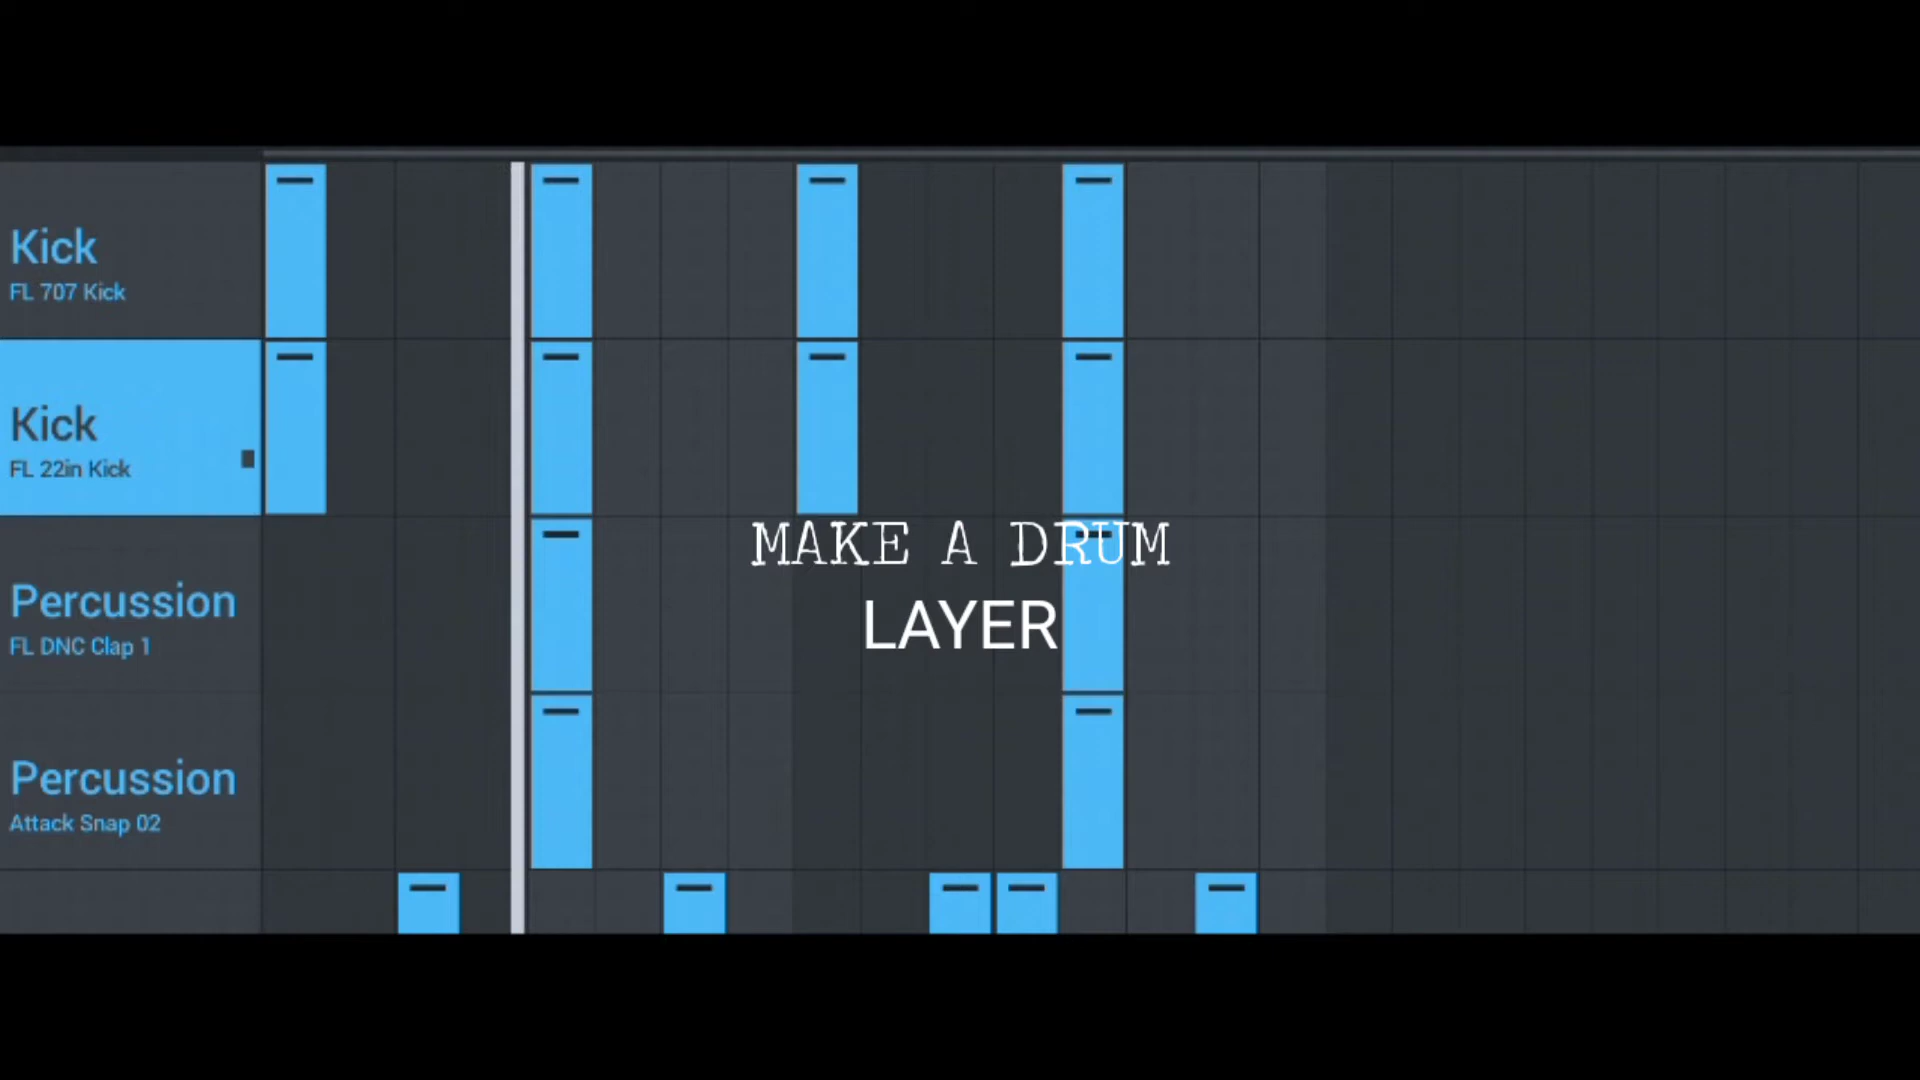 Kick
FL 707 Kick
Kick
FL 22in Kick
MAKE A DRUM
LAYER
Percussion
FL DNC Clap 1
Percussion
Attack Snap 02